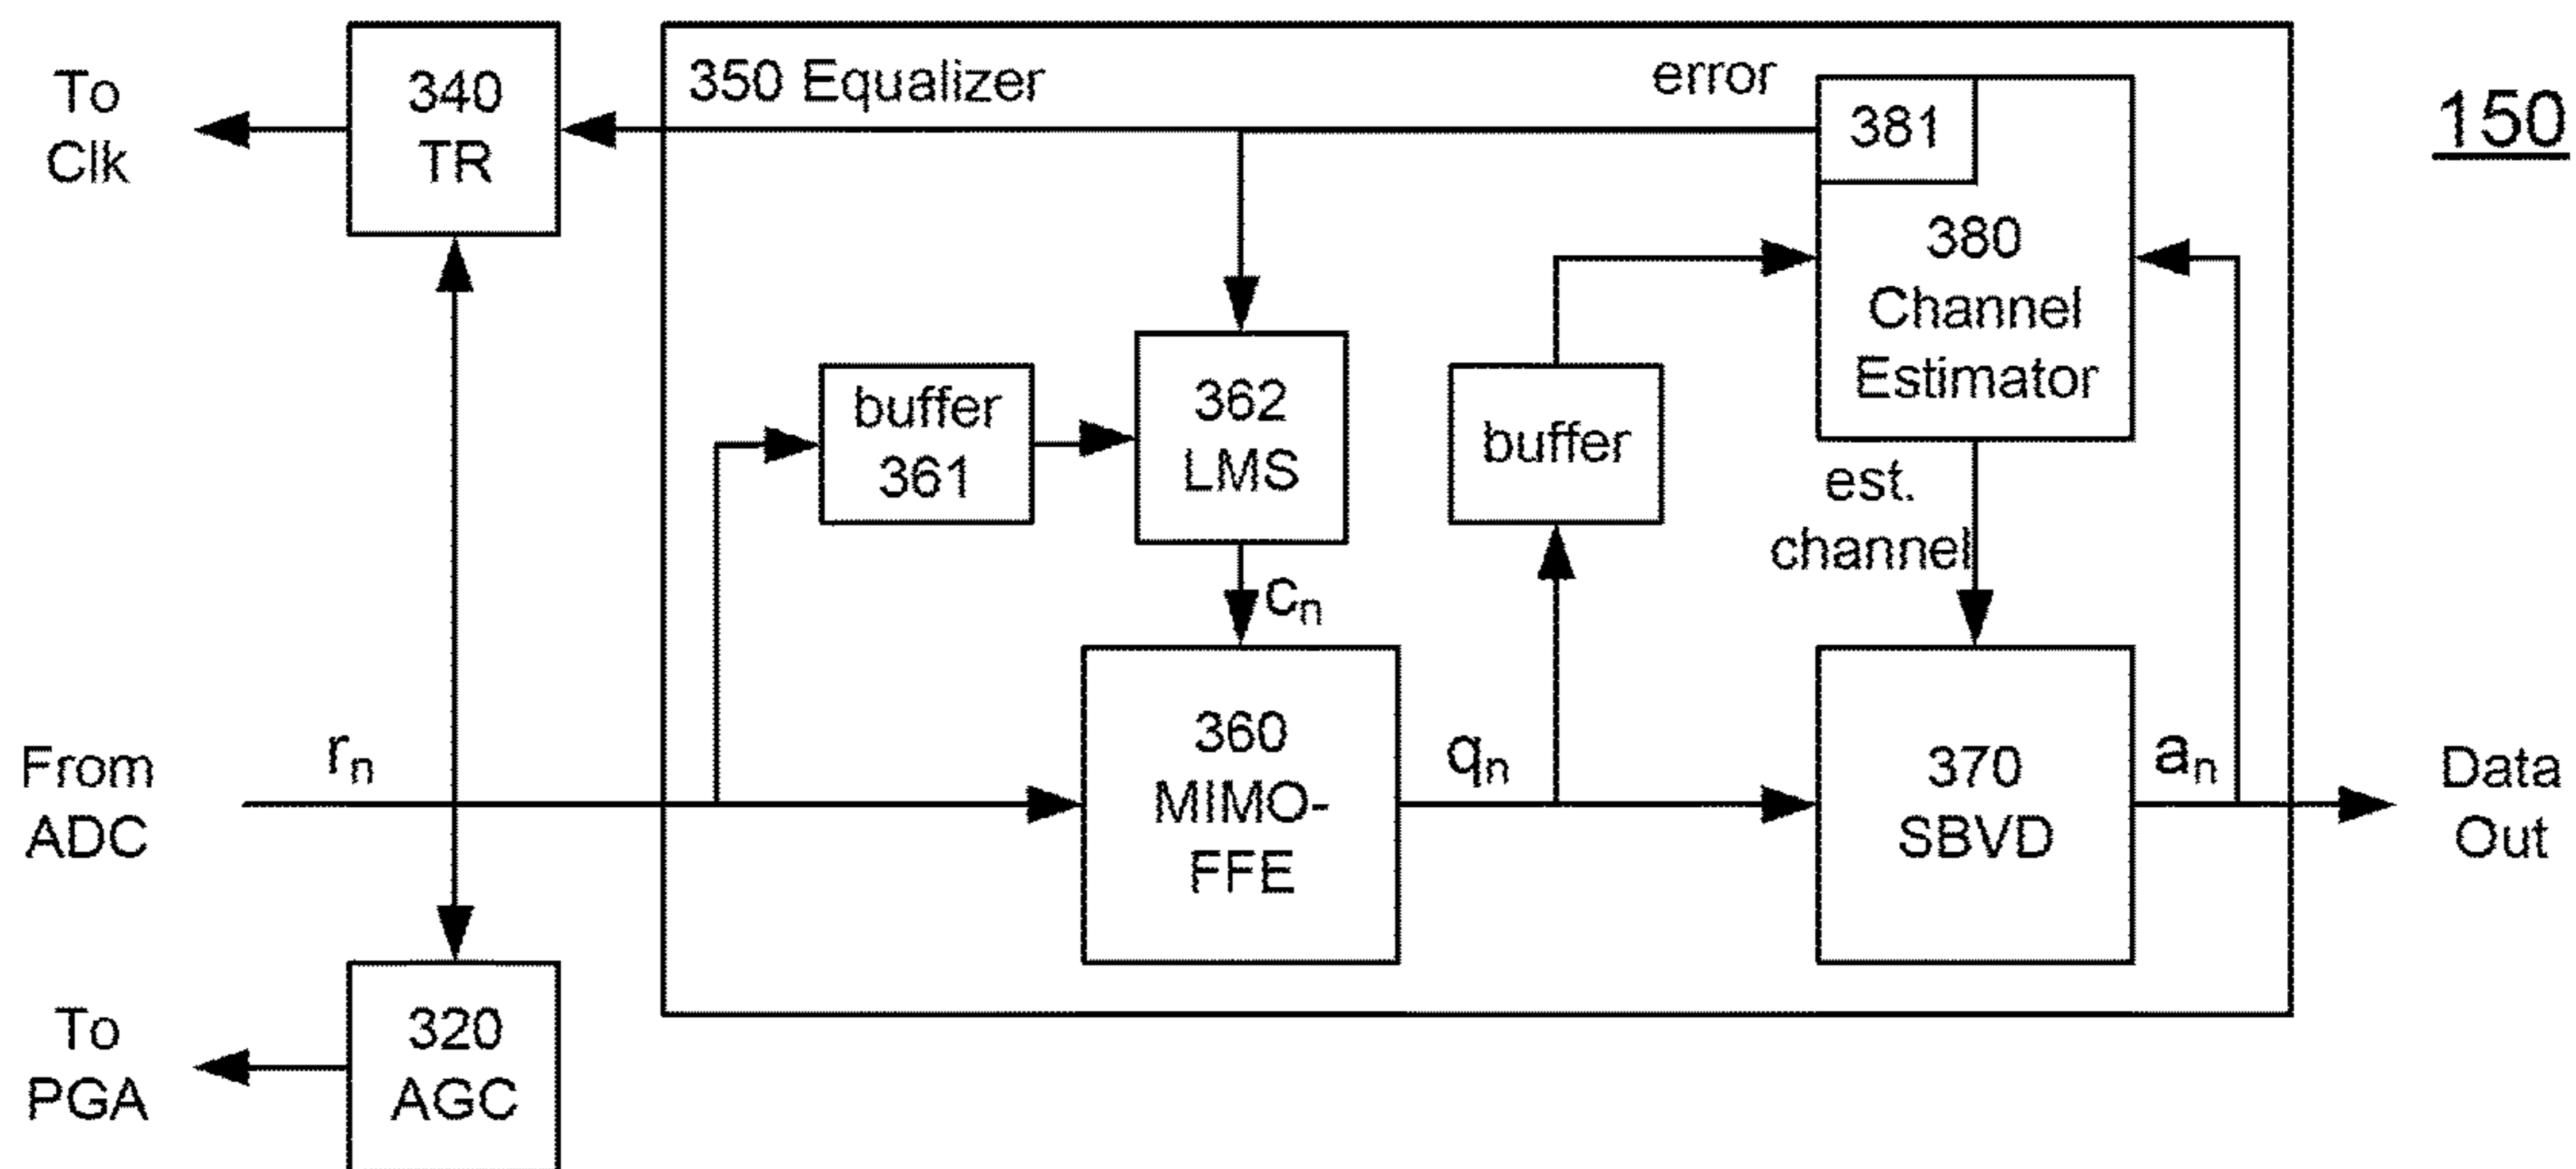 To
Clk
340
TR
350 Equalizer
error
381
150
380
Channel
Estimator
buffer
361
362
LMS
buffer
est.
channel
cn
From
ADC
rn
360
MIMO-
FFE
qn
370
SBVD
an
Data
Out
To
PGA
320
AGC